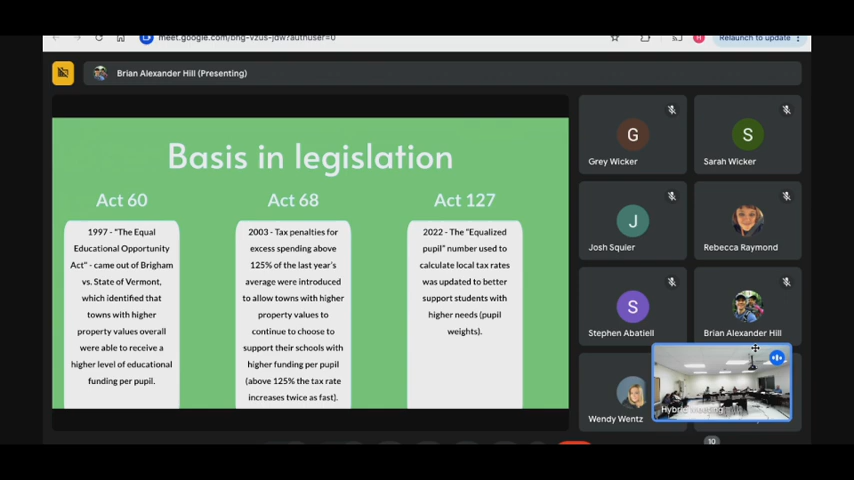 meet.google.com/bhg-vzus-jdw?authuser=0
Relaunch to update
Brian Alexander Hill (Presenting)
Basis in legislation
Act 60
1997 - "The Equal
Educational Opportunity
Act" - came out of Brigham
vs. State of Vermont,
which identified that
towns with higher
property values overall
were able to receive a
higher level of educational
funding per pupil.
Act 68
2003 - Tax penalties for
excess spending above
125% of the last year's
average were introduced
to allow towns with higher
property values to
continue to choose to
support their schools with
higher funding per pupil
(above 125% the tax rate
increases twice as fast).
Act 127
2022 - The "Equalized
pupil" number used to
calculate local tax rates
was updated to better
support students with
higher needs (pupil
weights).
G
Grey Wicker
S
Sarah Wicker
J
Josh Squier
Rebecca Raymond
S
Stephen Abatiell
Brian Alexander Hill
Wendy Wentz
Hybrid Meeting
10